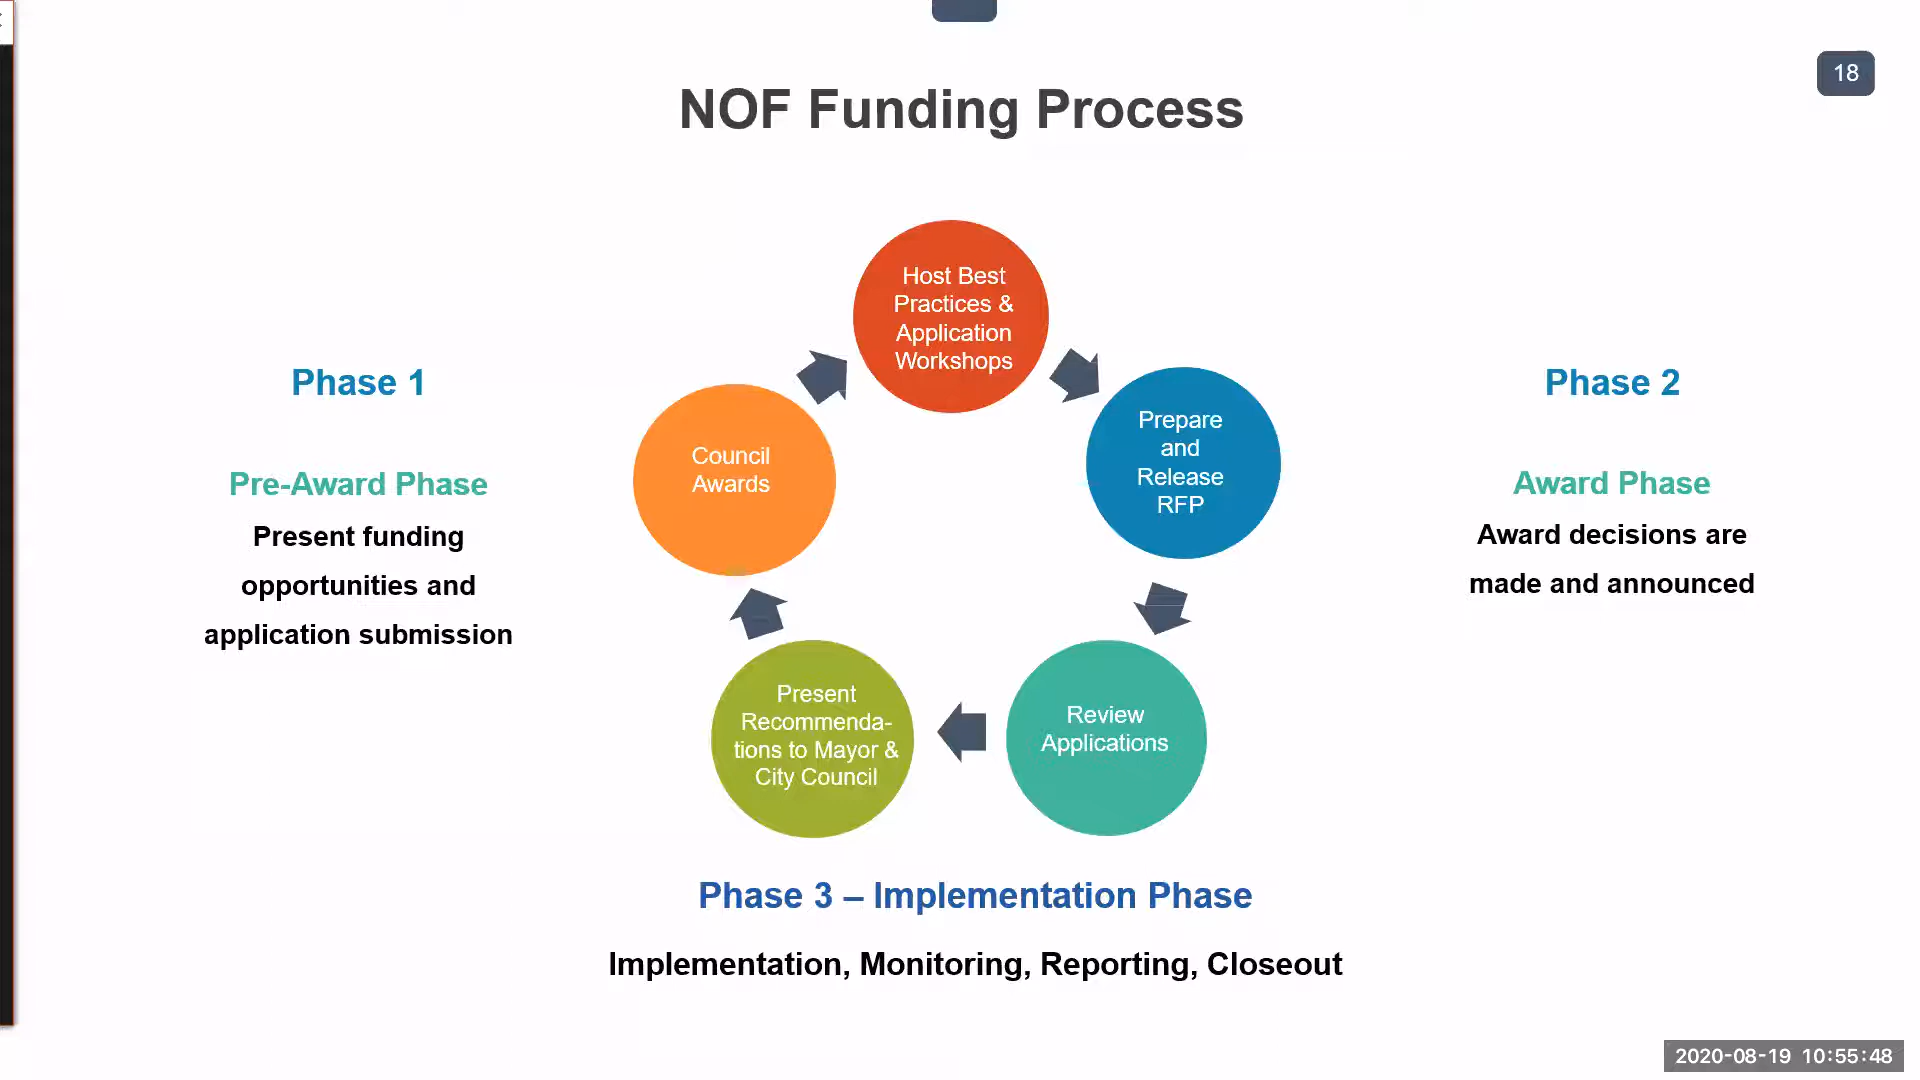 18
NOF Funding Process
Host Best
Practices &
Application
Workshops
Prepare
and
Release
RFP
Review
Applications
Present
Recommenda-
tions to Mayor &
City Council
Council
Awards
Phase 1
Pre-Award Phase
Present funding
opportunities and
application submission
Phase 2
Award Phase
Award decisions are
made and announced
Phase 3 – Implementation Phase
Implementation, Monitoring, Reporting, Closeout
2020-08-19 10:55:48